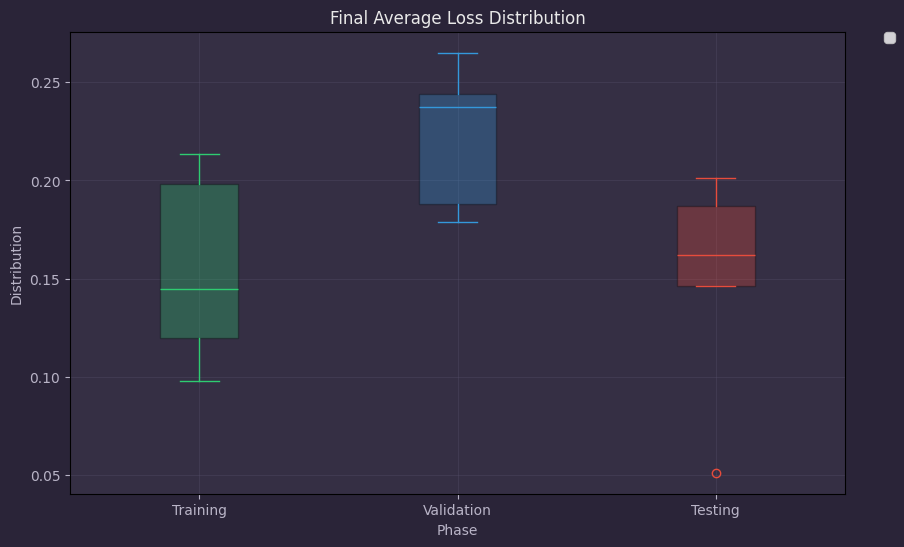 Final Average Loss Distribution
0.25
0.20
0.15
0.10
0.05
Distribution
Training
Validation
Testing
Phase